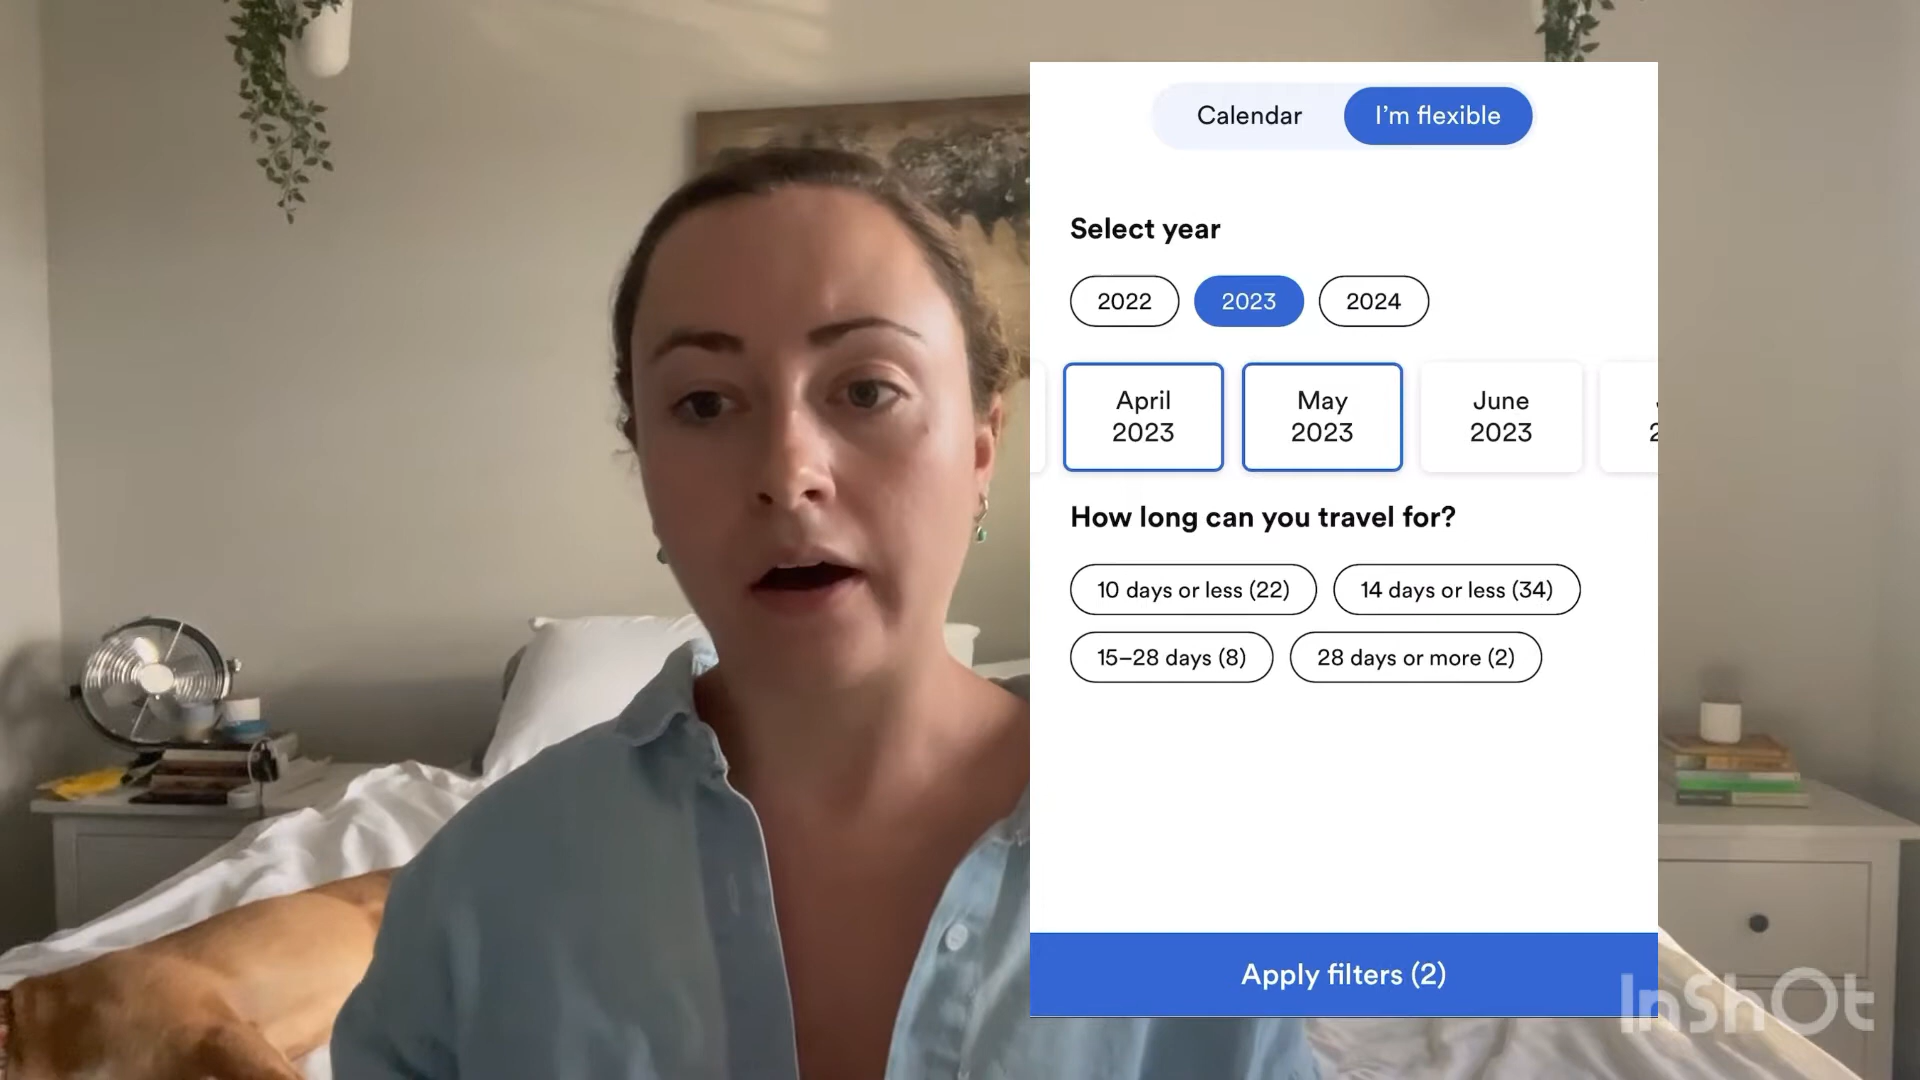 Calendar
I'm flexible
Select year
2022
2023
2024
April
2023
May
2023
June
2023
How long can you travel for?
10 days or less (22)
14 days or less (34)
15–28 days (8)
28 days or more (2)
Apply filters (2)
InShOt